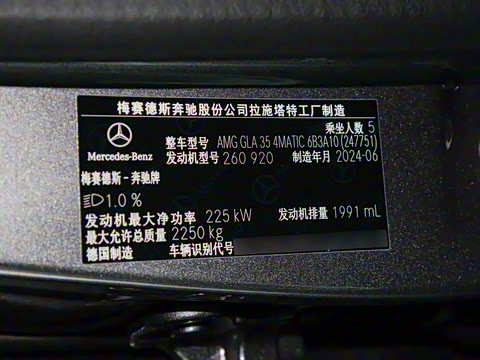 梅赛德斯奔驰股份公司拉施塔特工厂制造
乘坐人数 5
整车型号 AMG GLA 35 4MATIC 6B3A10 (247751)
Mercedes-Benz 发动机型号 260 920 制造年月 2024-06
梅赛德斯-奔驰牌
1.0 %
发动机最大净功率 225 kW 发动机排量 1991 mL
最大允许总质量 2250 kg
德国制造 车辆识别代号